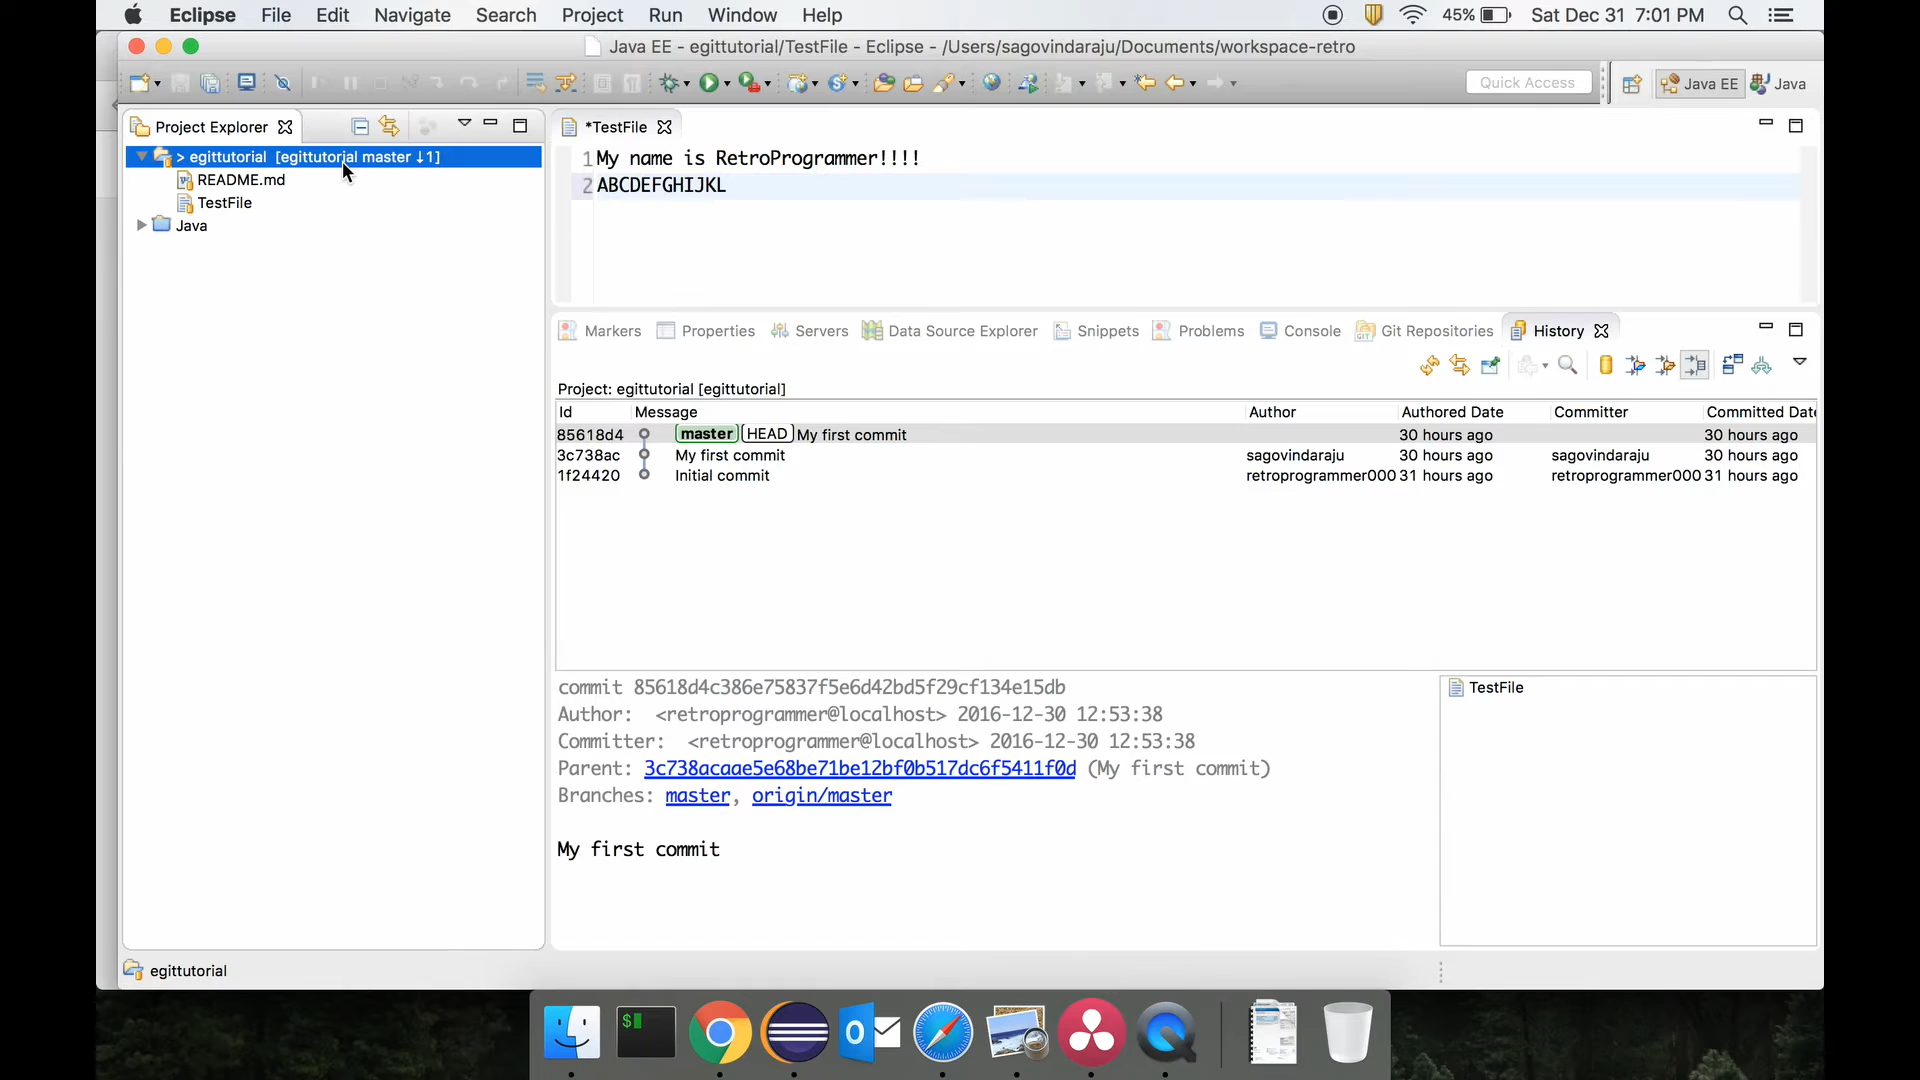 Eclipse File Edit Navigate Search Project Run Window Help 45% Sat Dec 31 7:01 PM
Java EE - egittutorial/TestFile - Eclipse - /Users/sagovindaraju/Documents/workspace-retro
Quick Access Java EE Java
Project Explorer
> egittutorial [egittutorial master ↓1]
README.md
TestFile
Java
*TestFile
1 My name is RetroProgrammer!!!!
2 ABCDEFGHIJKL
Markers Properties Servers Data Source Explorer Snippets Problems Console Git Repositories History
Project: egittutorial [egittutorial]
Id Message Author Authored Date Committer Committed Date
85618d4 master HEAD My first commit 30 hours ago 30 hours ago
3c738ac My first commit sagovindaraju 30 hours ago sagovindaraju 30 hours ago
1f24420 Initial commit retroprogrammer000 31 hours ago retroprogrammer000 31 hours ago
commit 85618d4c386e75837f5e6d42bd5f29cf134e15db
Author: <retroprogrammer@localhost> 2016-12-30 12:53:38
Committer: <retroprogrammer@localhost> 2016-12-30 12:53:38
Parent: 3c738acaae5e68be71be12bf0b517dc6f5411f0d (My first commit)
Branches: master, origin/master
My first commit
TestFile
egittutorial
$